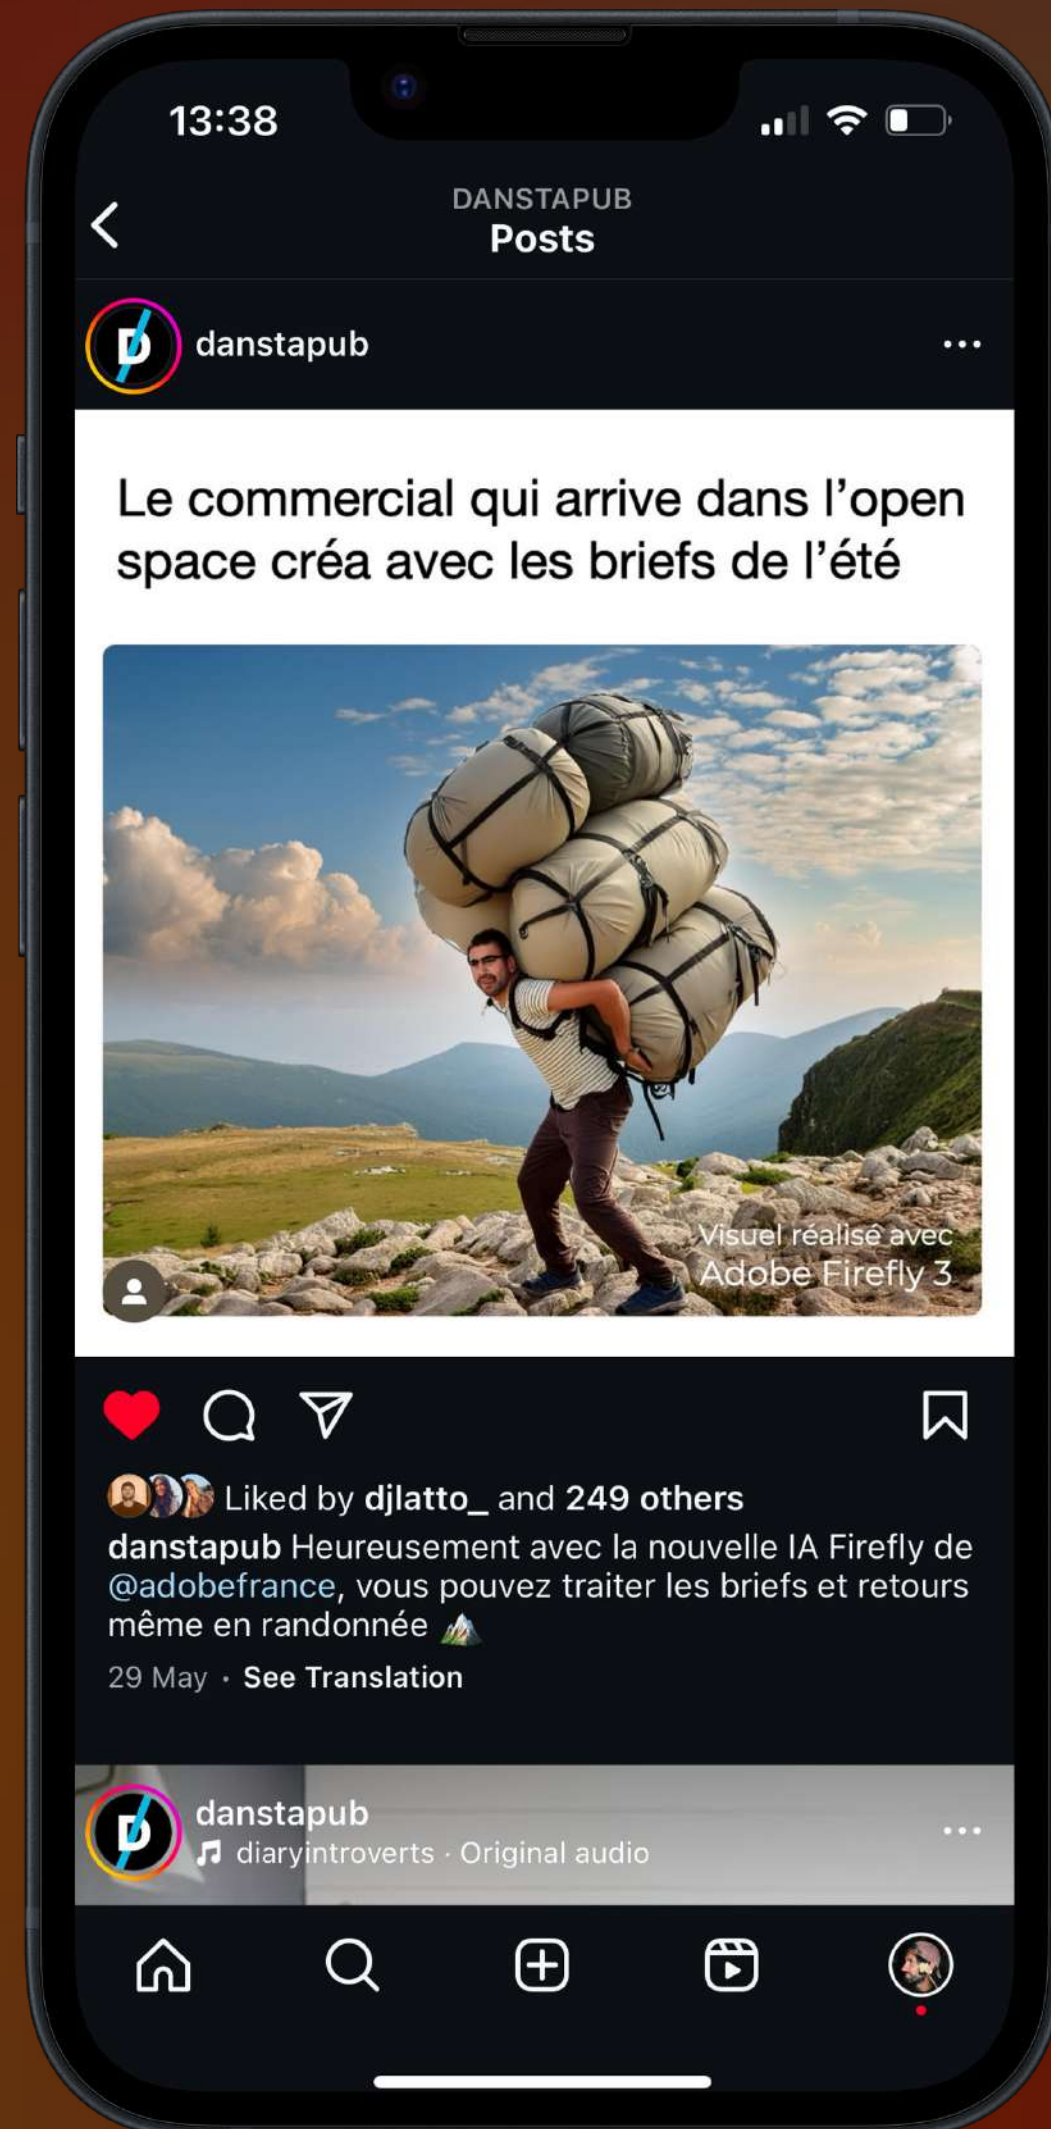 13:38
DANSTAPUB
Posts
D danstapub
Le commercial qui arrive dans l’open
space créa avec les briefs de l’été
Visuel réalisé avec
Adobe Firefly 3
Liked by djlatto_ and 249 others
danstapub Heureusement avec la nouvelle IA Firefly de
@adobefrance, vous pouvez traiter les briefs et retours
même en randonnée
29 May · See Translation
D danstapub
diaryintroverts · Original audio